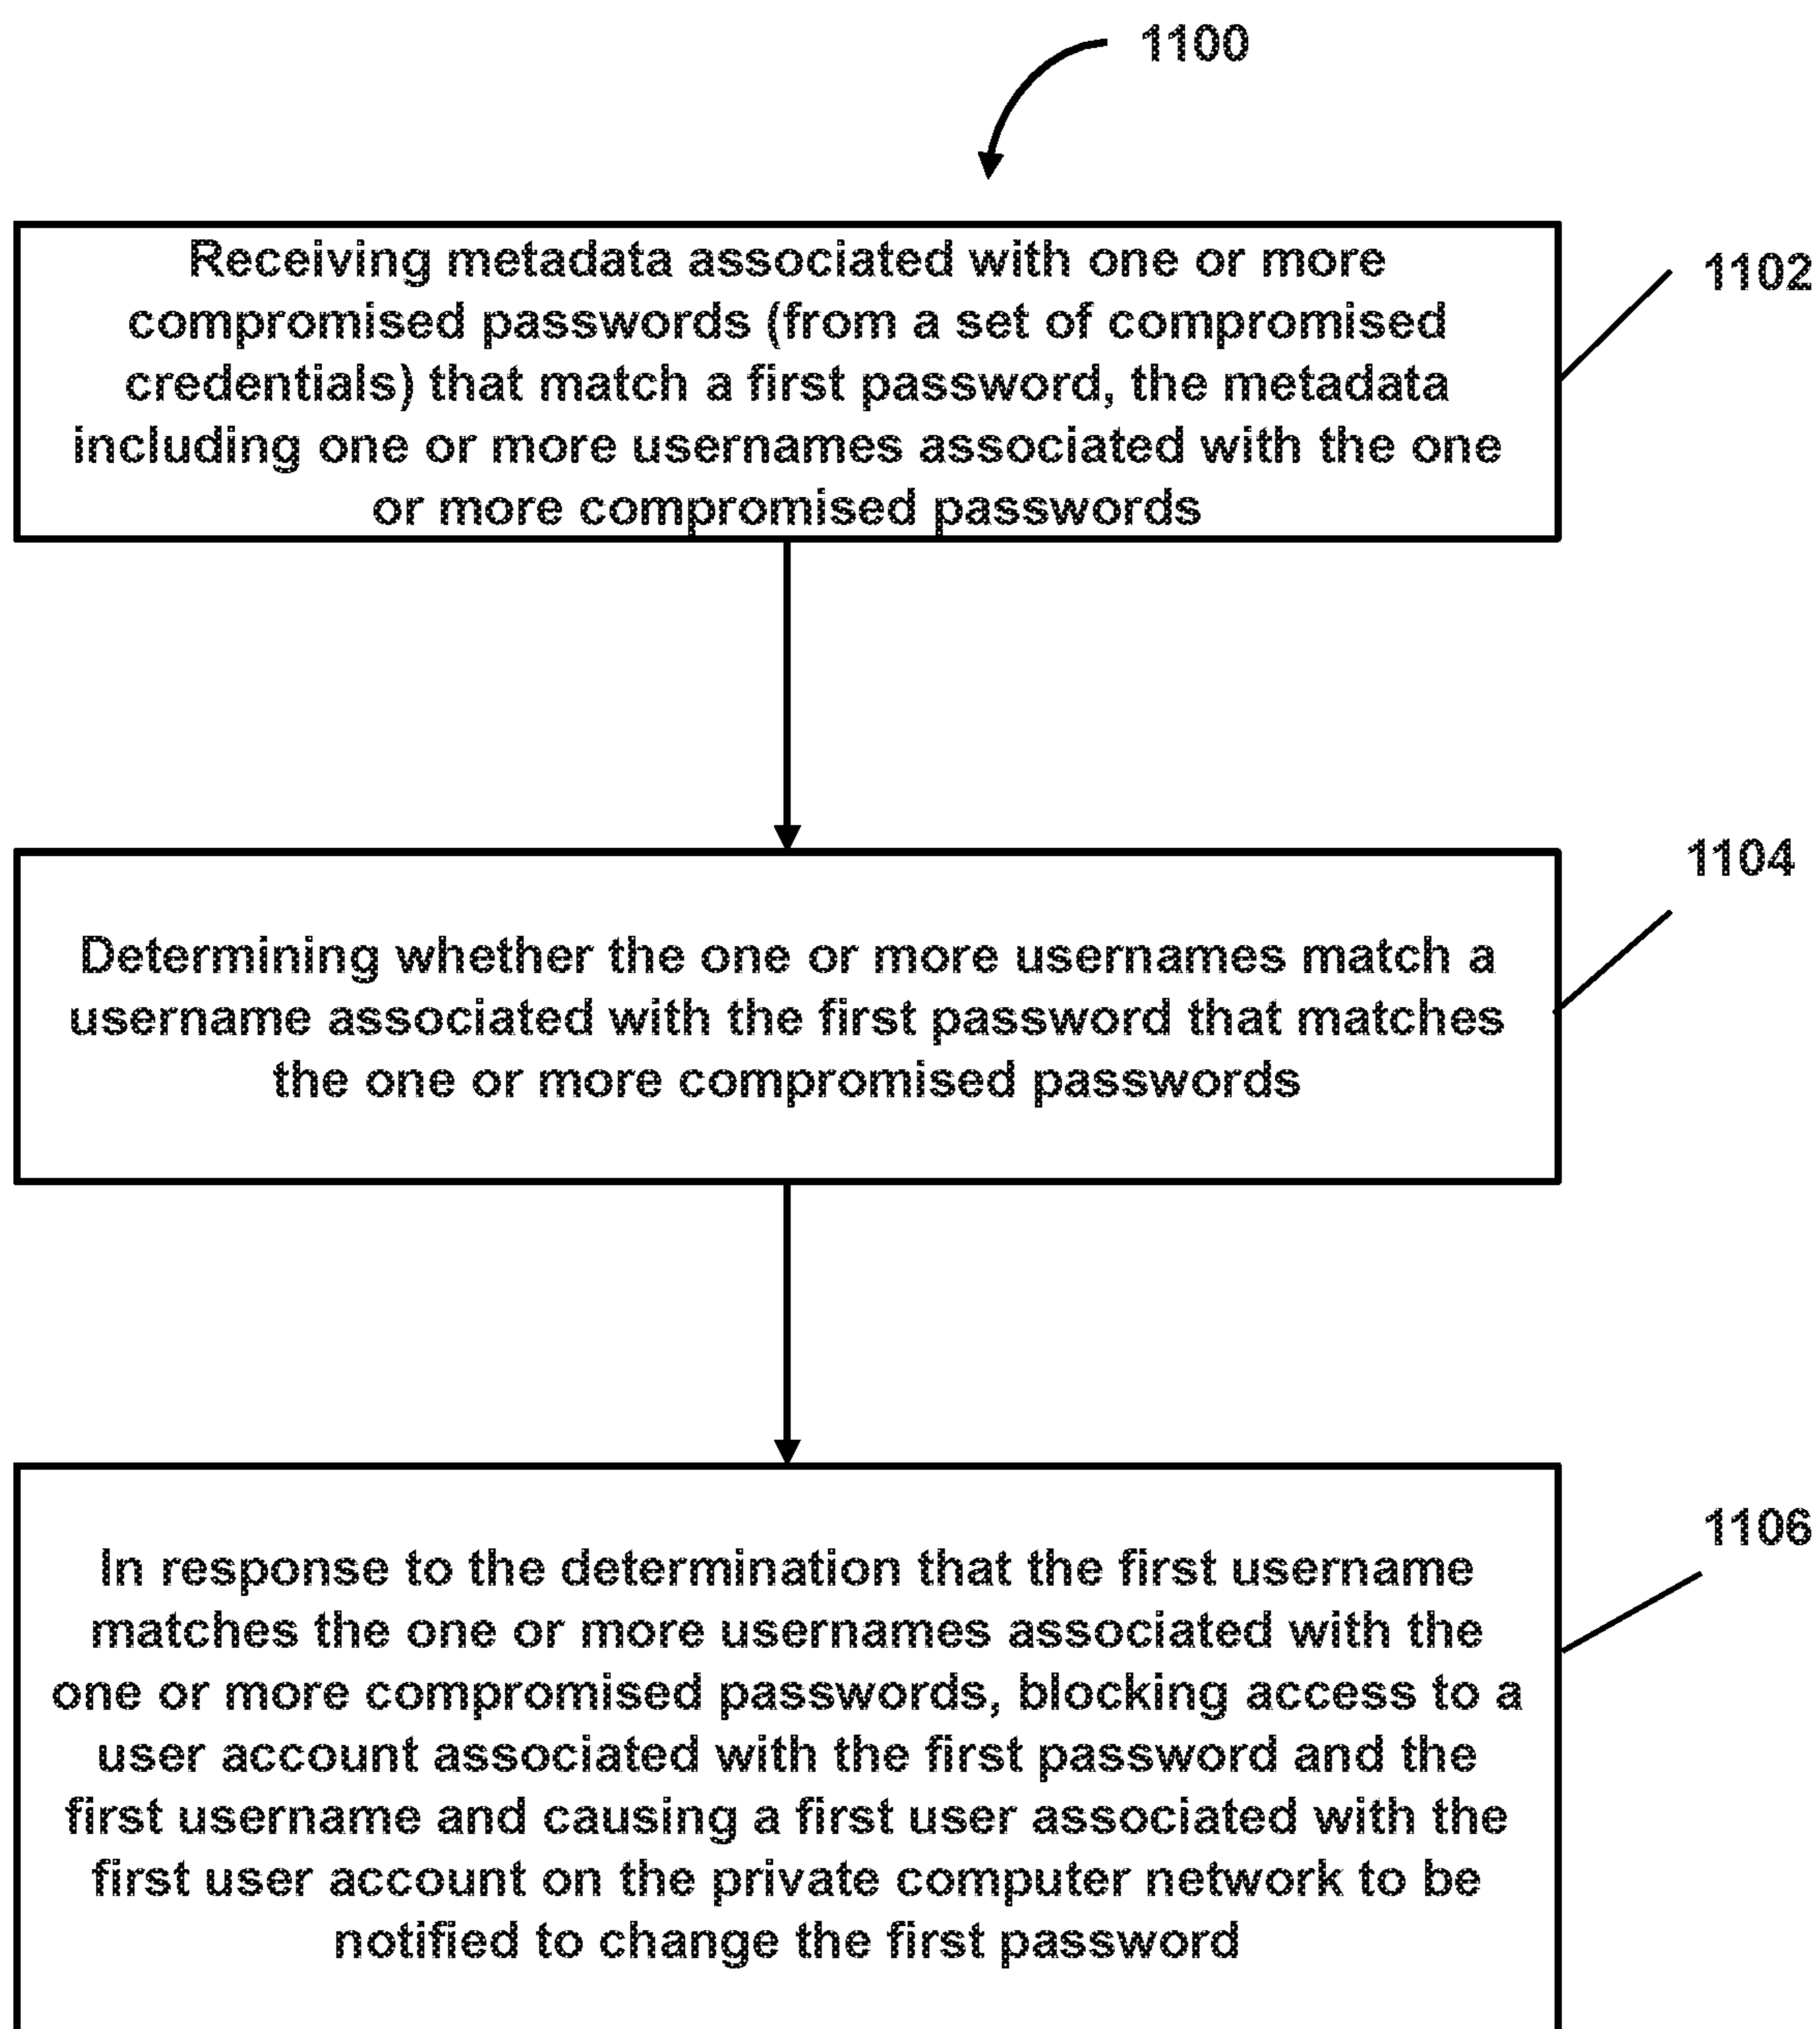 1100
Receiving metadata associated with one or more
compromised passwords (from a set of compromised
credentials) that match a first password, the metadata
including one or more usernames associated with the one
or more compromised passwords
1102
1104
Determining whether the one or more usernames match a
username associated with the first password that matches
the one or more compromised passwords
1106
In response to the determination that the first username
matches the one or more usernames associated with the
one or more compromised passwords, blocking access to a
user account associated with the first password and the
first username and causing a first user associated with the
first user account on the private computer network to be
notified to change the first password